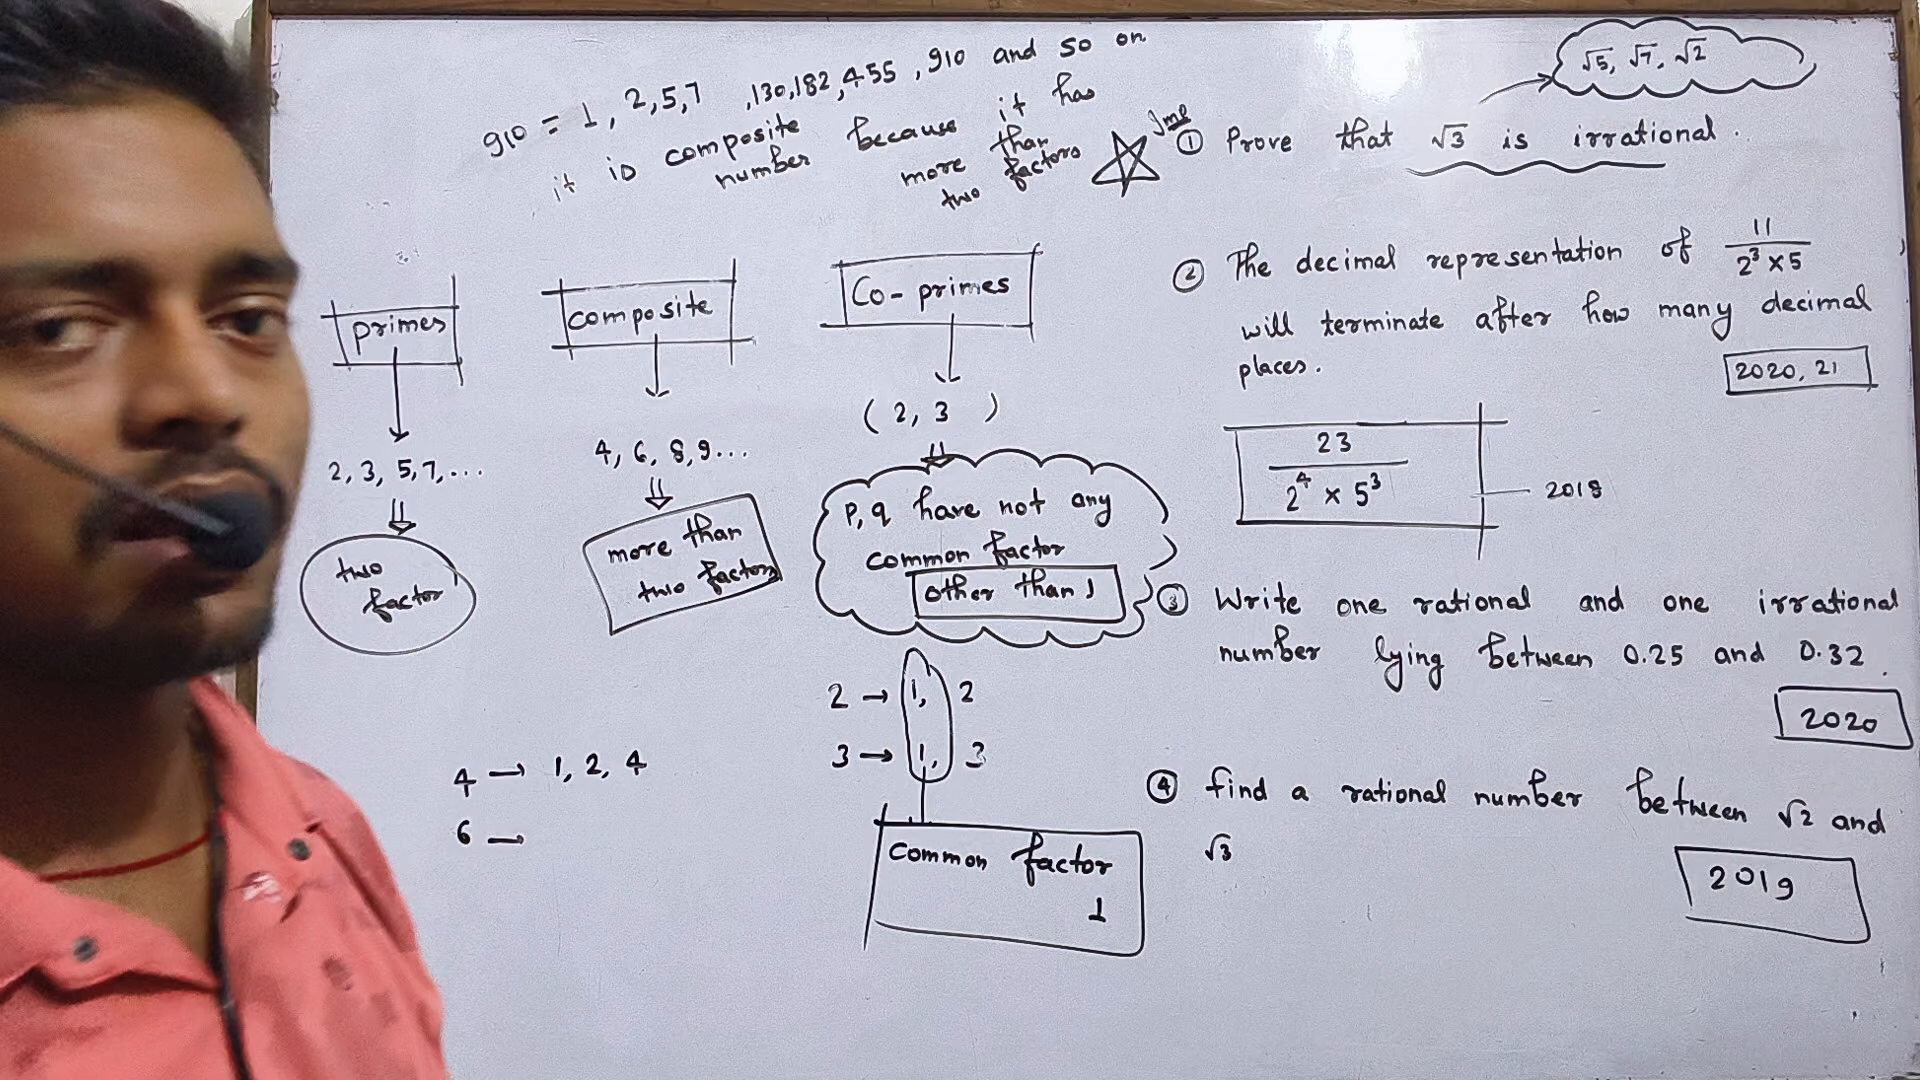 910 = 1, 2,5,7 ,130,182,455 ,910 and so on
it is composite number because it has more than two factors
primes
2, 3, 5,7,...
two factor
composite
4, 6, 8,9...
more than
two factors
4 → 1, 2, 4
6 →
Co-primes
(2, 3 )
p,q have not any
common factor
other than 1
2 → 1, 2
3 → 1, 3
common factor
1
√5, √7, √2
Imp
① Prove that √3 is irrational.
② The decimal representation of 11/2³×5
will terminate after how many decimal
places.
2020, 21
23/2⁴ × 5³
2018
③ Write one rational and one irrational
number lying between 0.25 and 0.32.
2020
④ find a rational number between √2 and
√3
2019